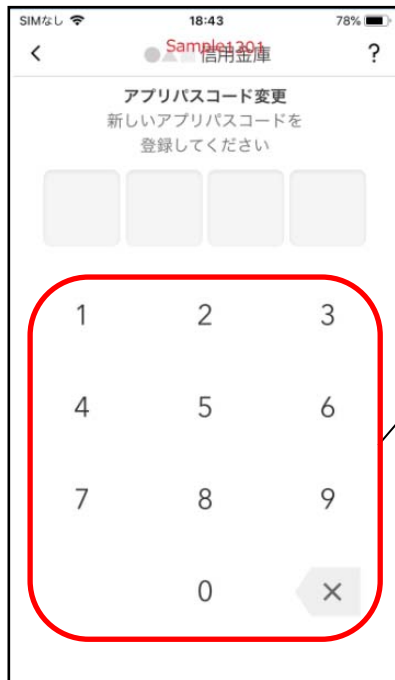 SIMなし 18:43 78%
Sample1201
●▲■信用金庫 ?
アプリパスコード変更
新しいアプリパスコードを
登録してください
1 2 3
4 5 6
7 8 9
0 ×